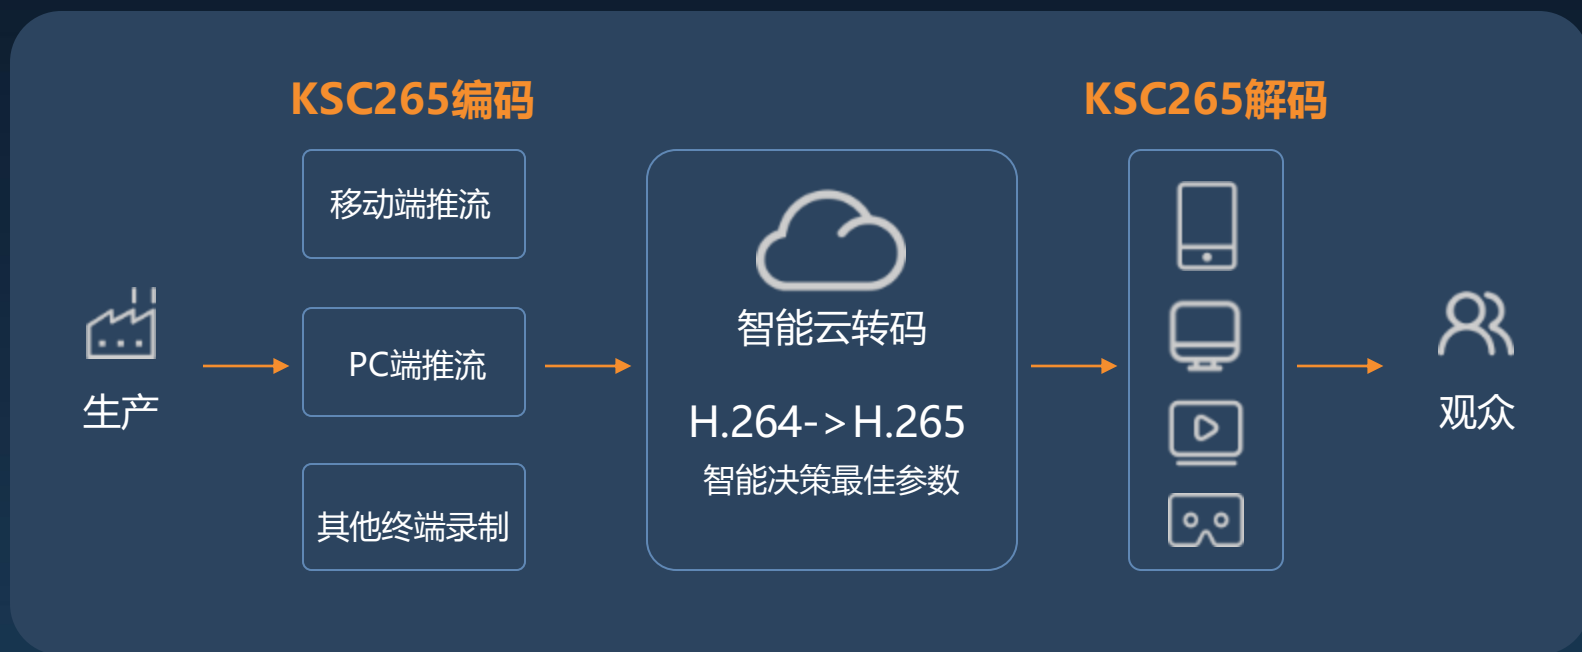 KSC265编码
KSC265解码
生产
移动端推流
PC端推流
其他终端录制
智能云转码
H.264->H.265
智能决策最佳参数
观众